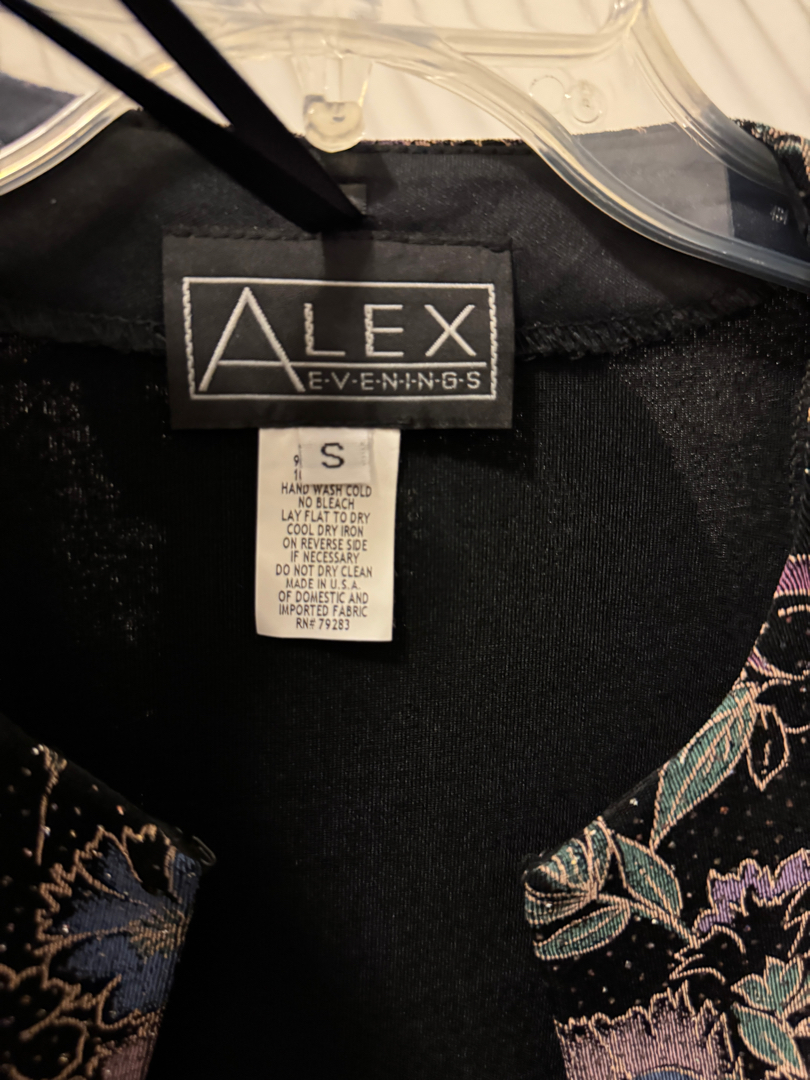 ALEX
E·V·E·N·I·N·G·S
S
HAND WASH COLD
NO BLEACH
LAY FLAT TO DRY
COOL DRY IRON
ON REVERSE SIDE
IF NECESSARY
DO NOT DRY CLEAN
MADE IN U.S.A.
OF DOMESTIC AND
IMPORTED FABRIC
RN# 79283